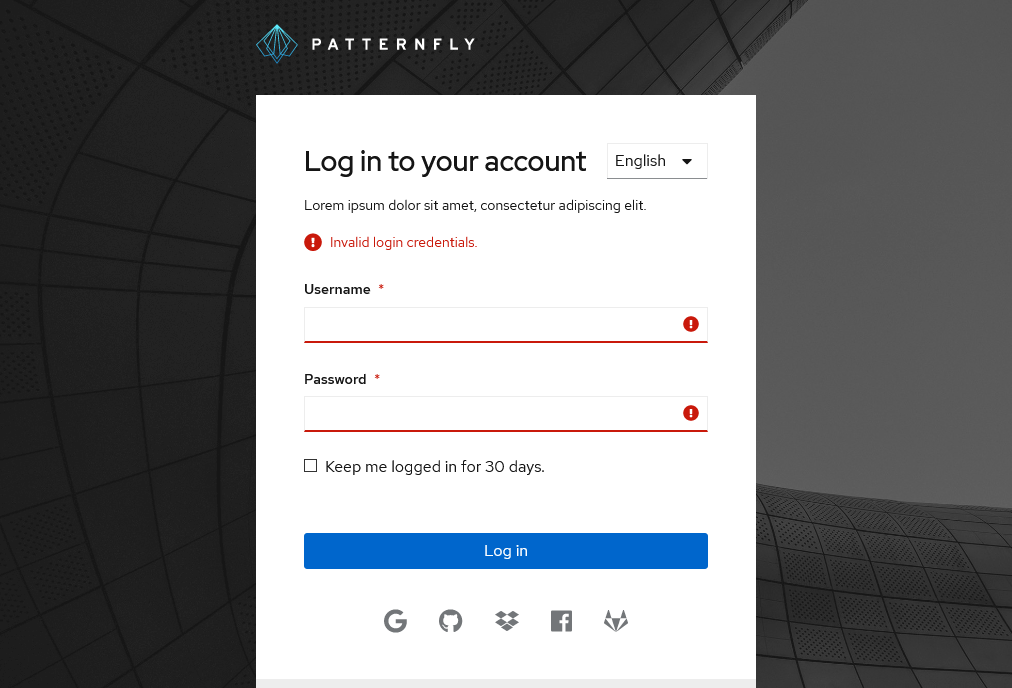 PATTERNFLY
Log in to your account
English
Lorem ipsum dolor sit amet, consectetur adipiscing elit.
Invalid login credentials.
Username *
Password *
Keep me logged in for 30 days.
Log in